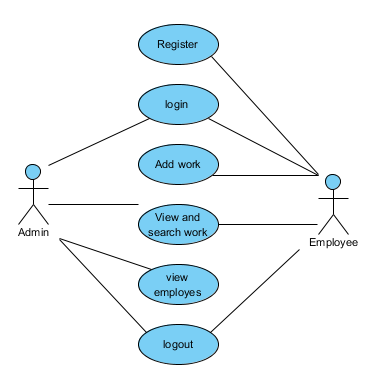 Register
login
Add work
View and
search work
Admin
Employee
view
employes
logout